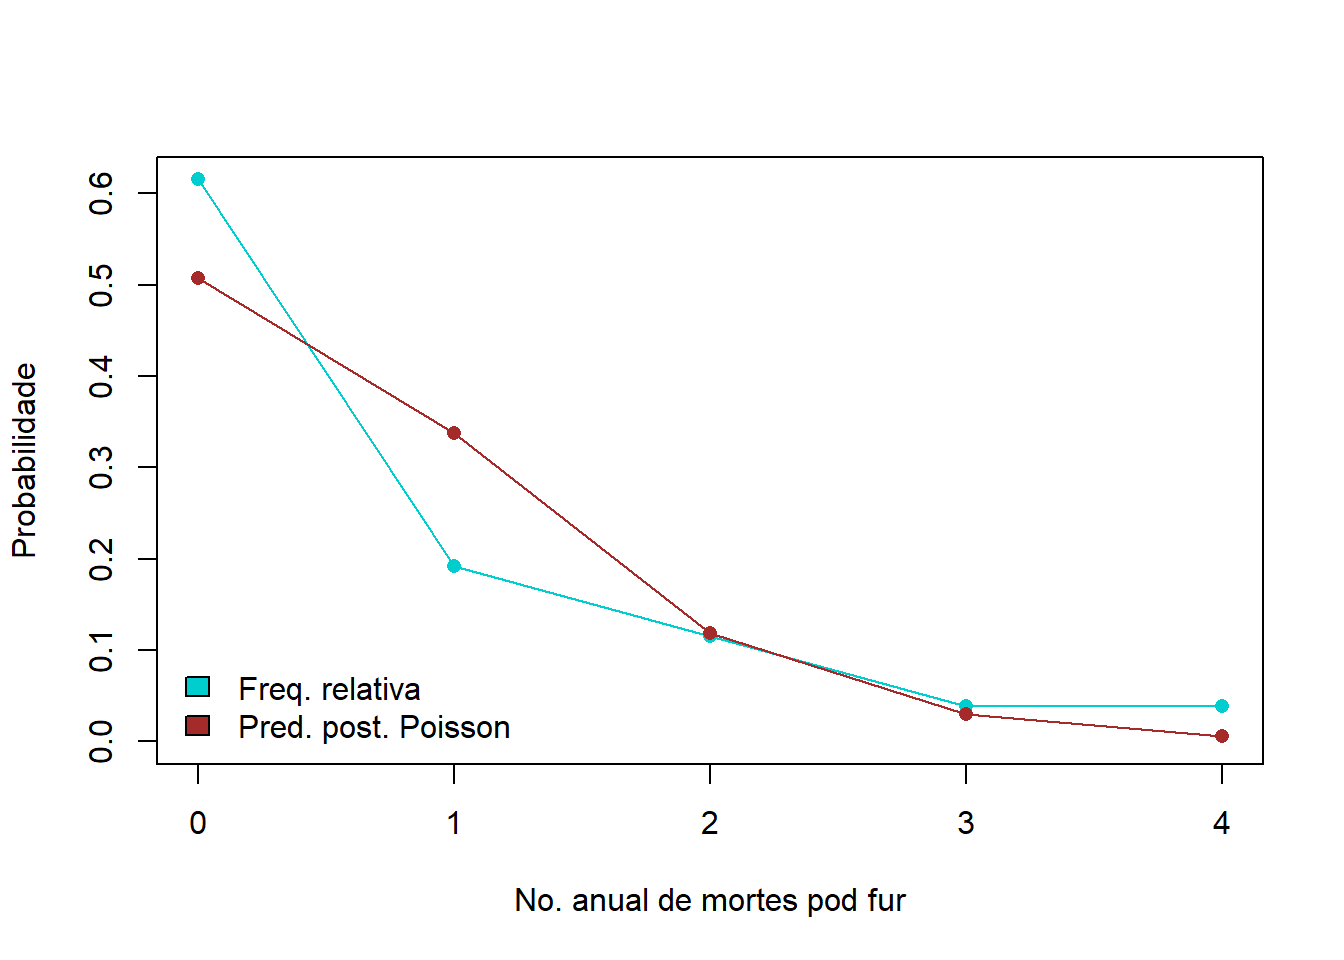 Probabilidade
0.6
0.5
0.4
0.3
0.2
0.1
0.0
Freq. relativa
Pred. post. Poisson
0 1 2 3 4
No. anual de mortes pod fur